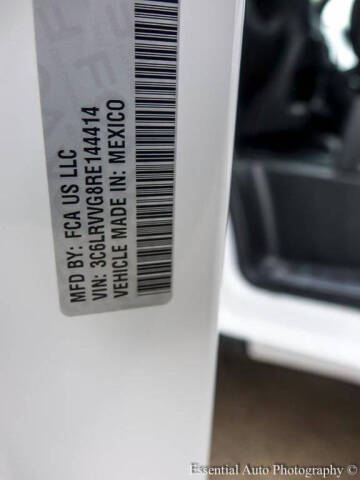 MFD BY: FCA US LLC
VIN: 3C6LRVVG8RE144414
VEHICLE MADE IN: MEXICO
Essential Auto Photography ©